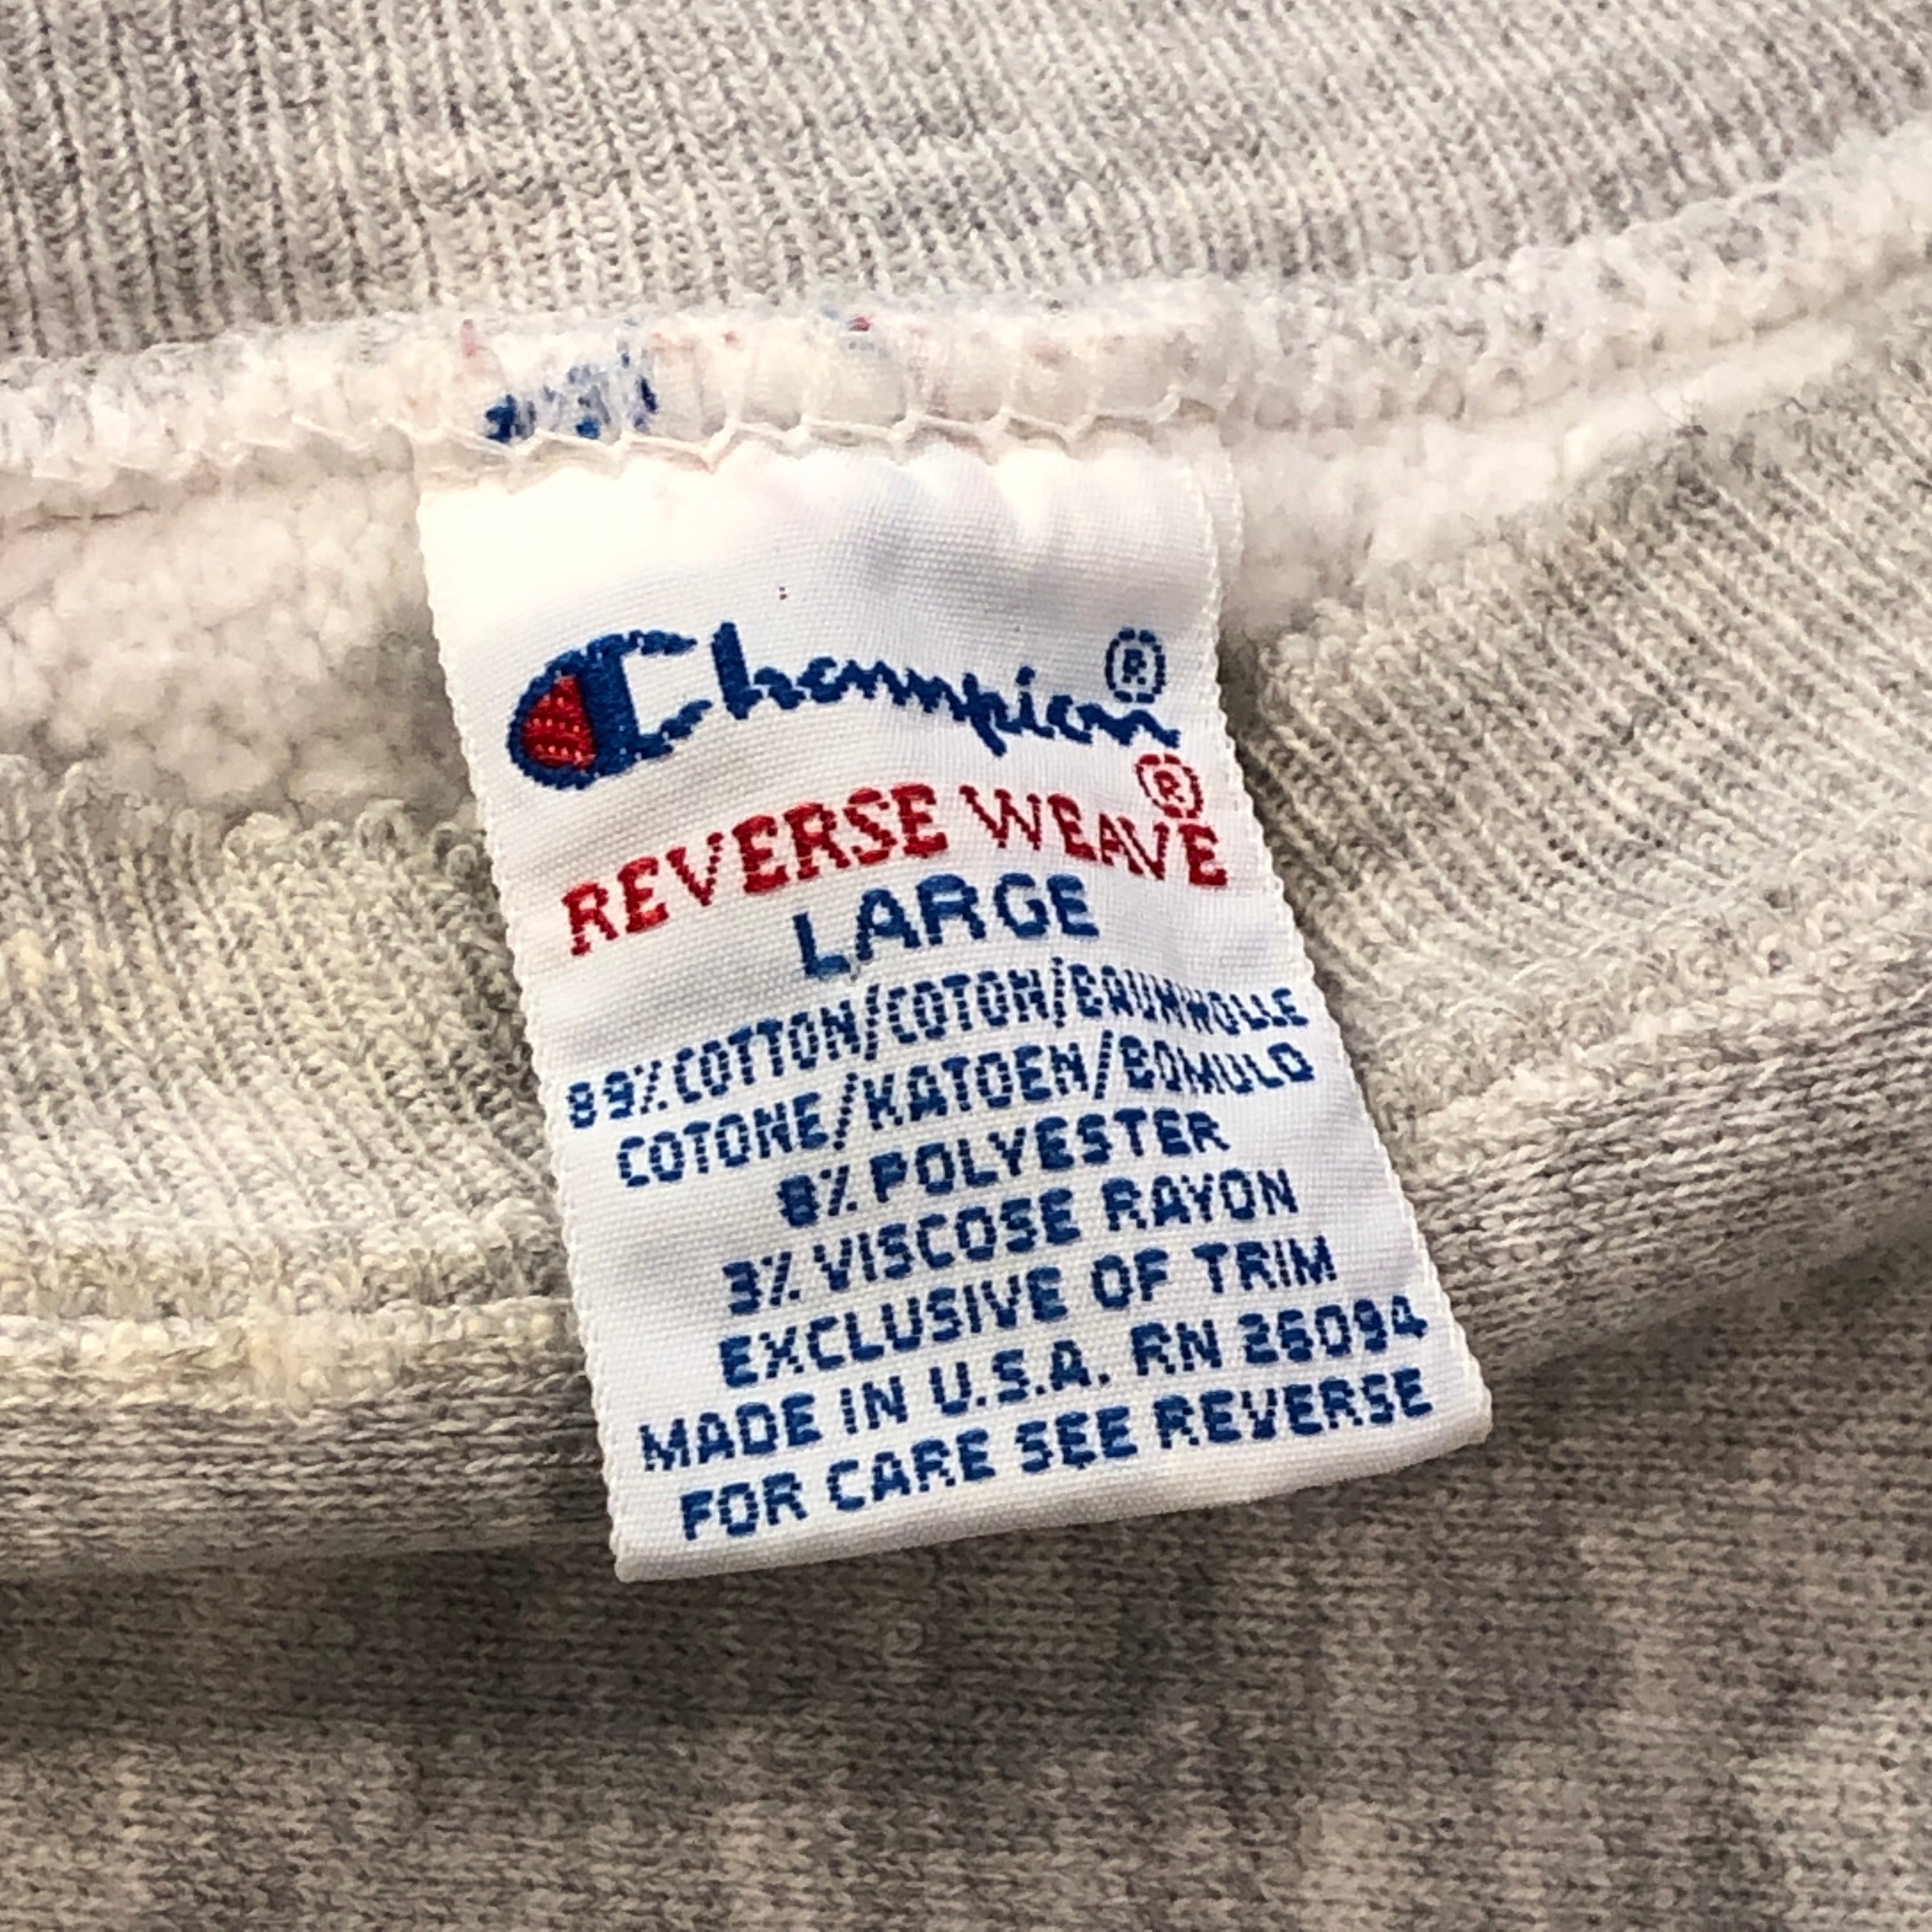 Champion®
REVERSE WEAVE®
LARGE
89% COTTON/COTON/BAUMWOLLE
COTONE/KATOEN/BOMULD
8% POLYESTER
3% VISCOSE RAYON
EXCLUSIVE OF TRIM
MADE IN U.S.A. RN 26094
FOR CARE SEE REVERSE